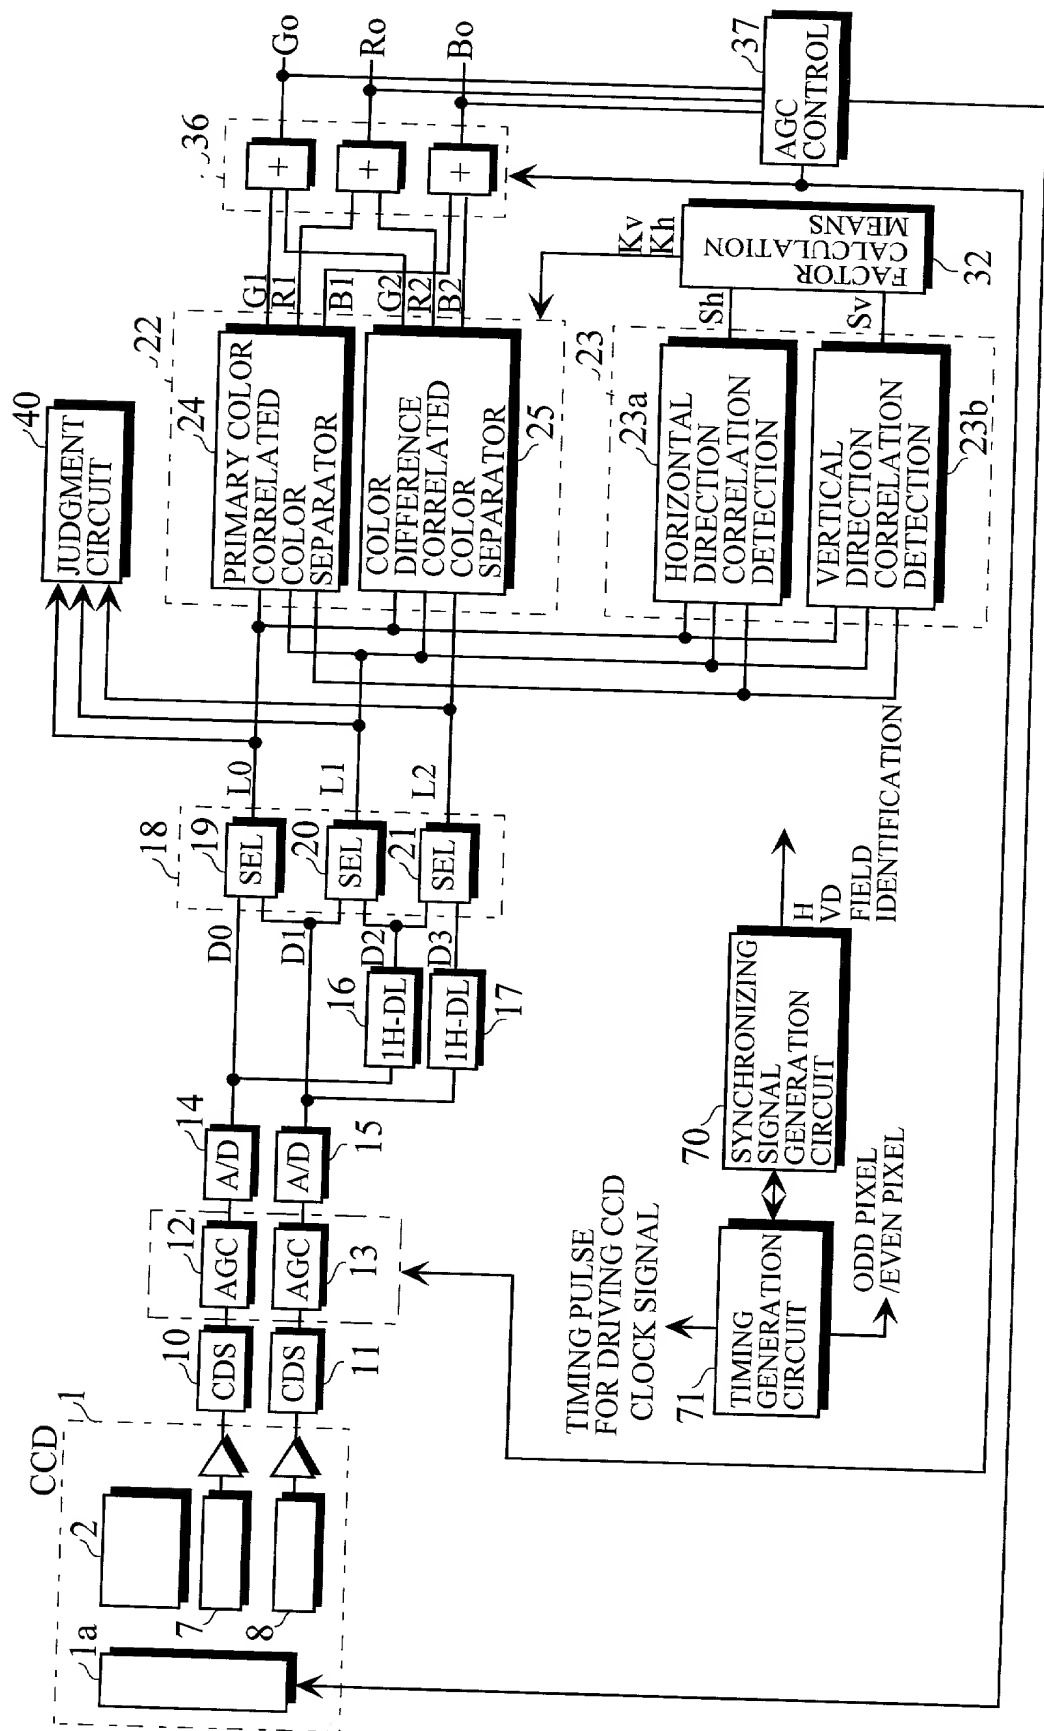 CCD
1
1a
2
7
8
10
CDS
11
CDS
12
AGC
13
AGC
14
A/D
15
A/D
16
1H-DL
17
1H-DL
D0
D1
D2
D3
18
19
SEL
20
SEL
21
SEL
L0
L1
L2
40
JUDGMENT
CIRCUIT
22
24
PRIMARY COLOR
CORRELATED
COLOR
SEPARATOR
COLOR
DIFFERENCE
CORRELATED
COLOR
SEPARATOR
25
G1
R1
B1
G2
R2
B2
36
+
+
+
Go
Ro
Bo
23
23a
HORIZONTAL
DIRECTION
CORRELATION
DETECTION
VERTICAL
DIRECTION
CORRELATION
DETECTION
23b
Sh
Sv
Kv
Kh
FACTOR
CALCULATION
MEANS
32
37
AGC
CONTROL
TIMING PULSE
FOR DRIVING CCD
CLOCK SIGNAL
71
TIMING
GENERATION
CIRCUIT
ODD PIXEL
/EVEN PIXEL
70
SYNCHRONIZING
SIGNAL
GENERATION
CIRCUIT
H
VD
FIELD
IDENTIFICATION